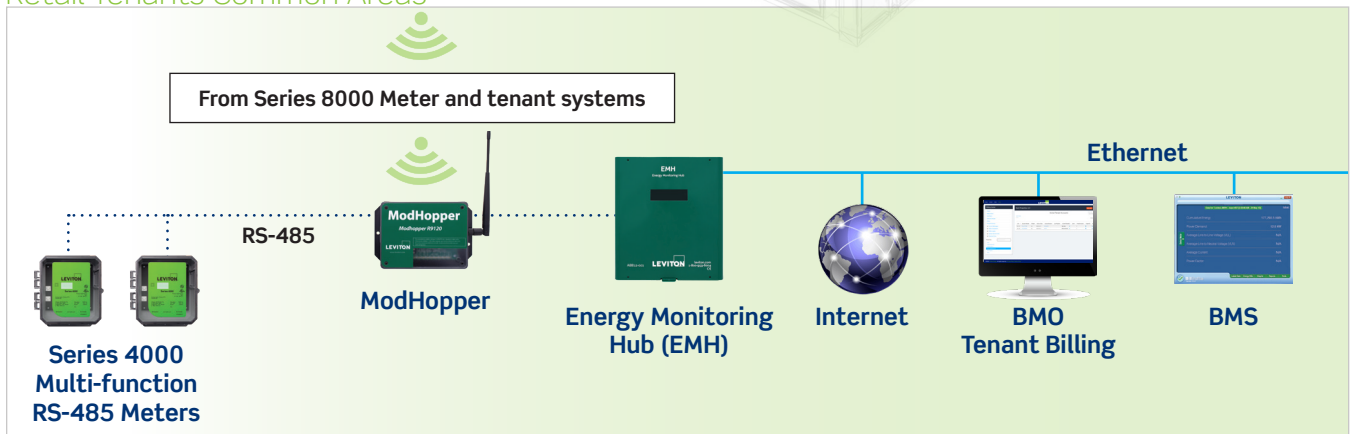 Retail Tenants Common Areas
From Series 8000 Meter and tenant systems
Ethernet
EMH
Energy Monitoring Hub
ModHopper
Modhopper R9120
RS-485
LEVITON
LEVITON
LEVITON
LEVITON
LEVITON
ModHopper
Energy Monitoring
Hub (EMH)
Internet
BMO
Tenant Billing
BMS
Series 4000
Multi-function
RS-485 Meters